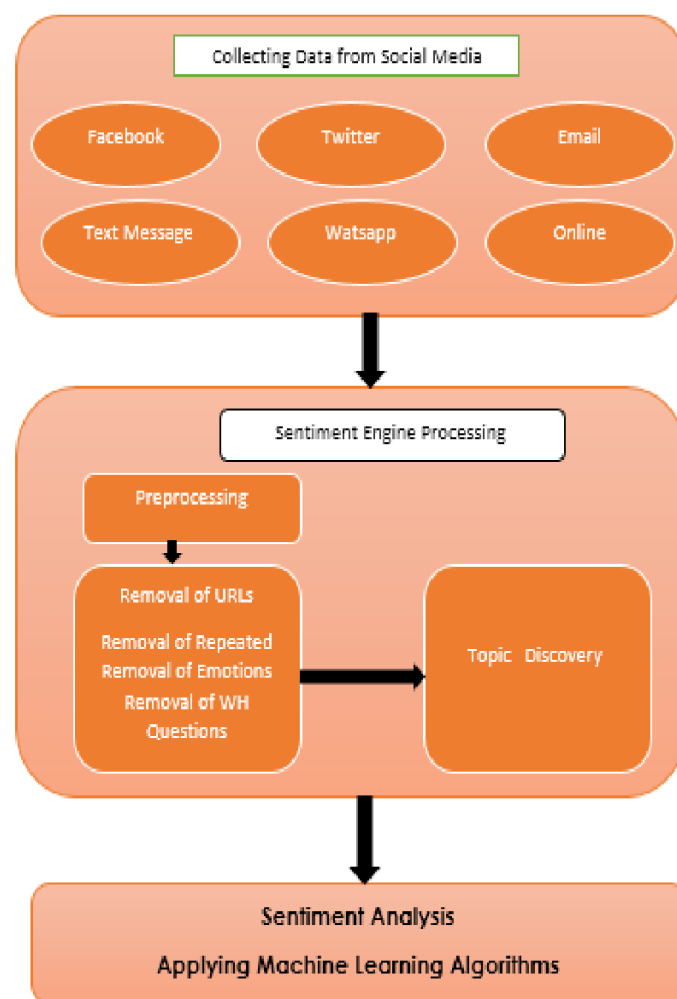 Collecting Data from Social Media
Facebook
Twitter
Email
Text Message
Watsapp
Online
Sentiment Engine Processing
Preprocessing
Removal of URLs
Removal of Repeated
Removal of Emotions
Removal of WH
Questions
Topic Discovery
Sentiment Analysis
Applying Machine Learning Algorithms